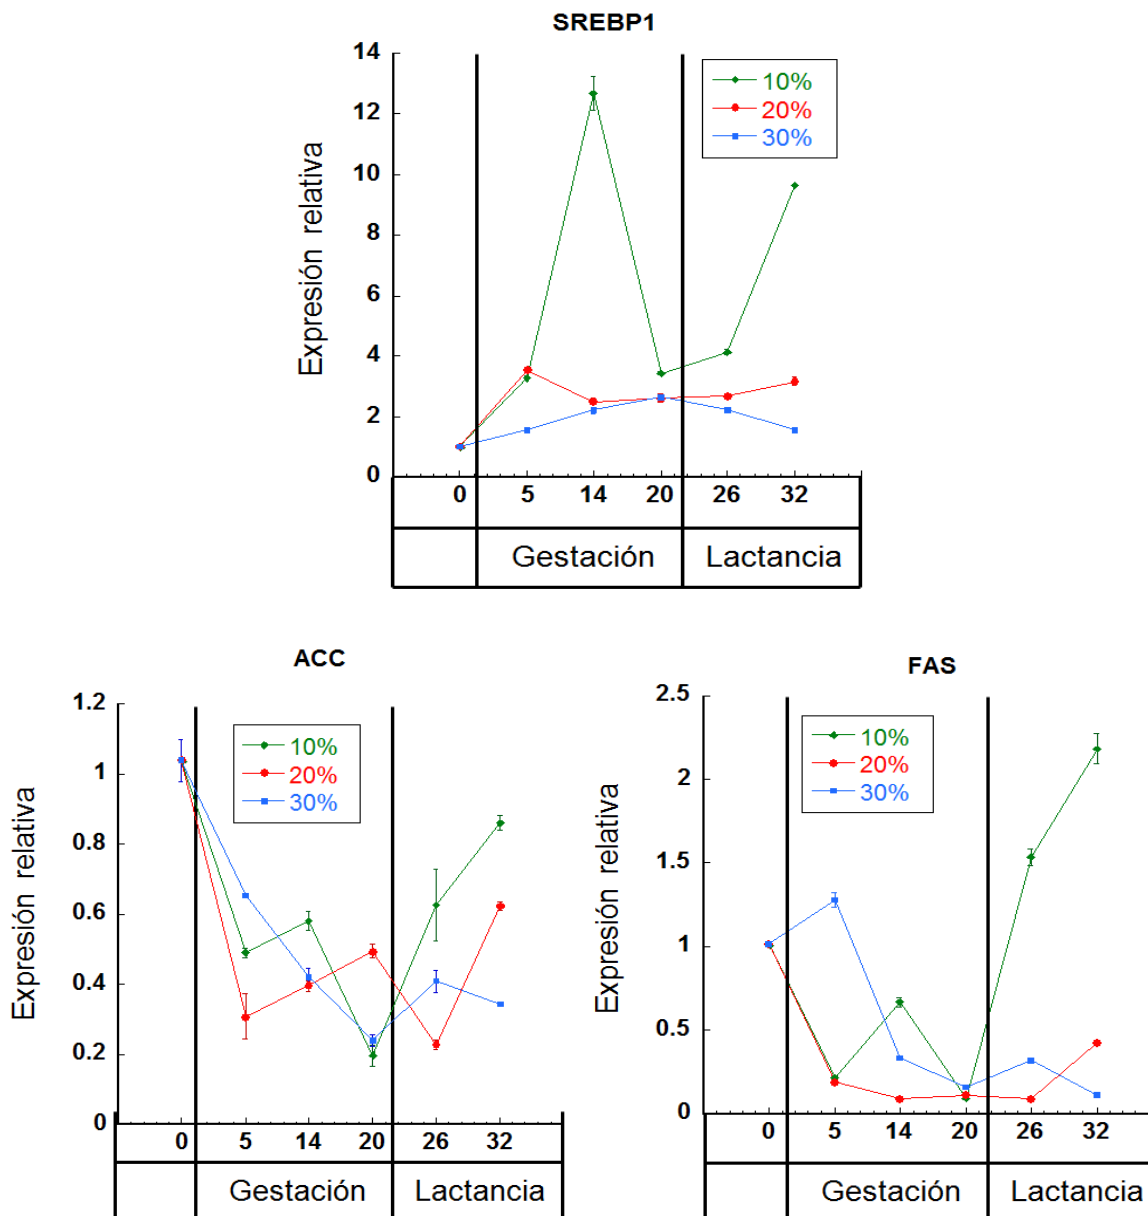 SREBP1
Expresión relativa
14
12
10
8
6
4
2
0
10%
20%
30%
0 5 14 20 26 32
Gestación Lactancia
ACC
Expresión relativa
1.2
1
0.8
0.6
0.4
0.2
0
10%
20%
30%
0 5 14 20 26 32
Gestación Lactancia
FAS
Expresión relativa
2.5
2
1.5
1
0.5
0
10%
20%
30%
0 5 14 20 26 32
Gestación Lactancia